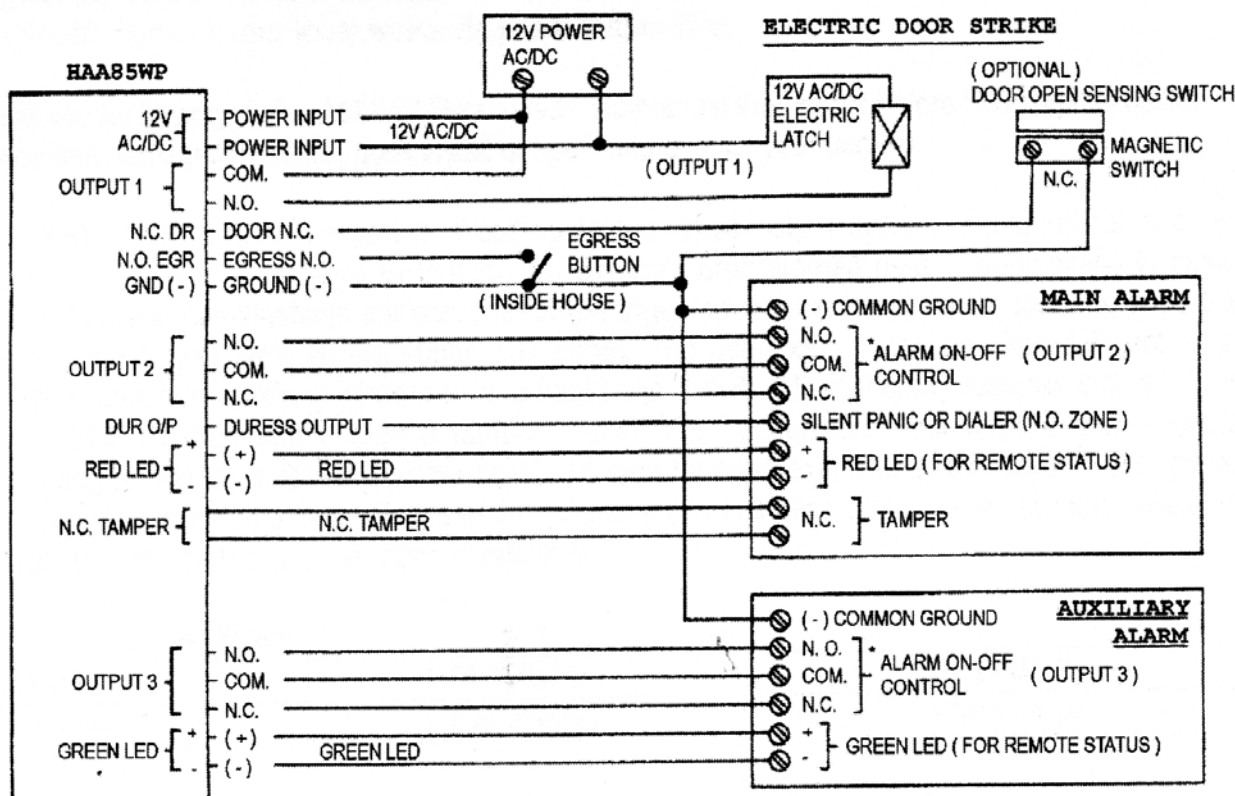 ELECTRIC DOOR STRIKE
12V POWER
AC/DC
HAA85WP
( OPTIONAL )
DOOR OPEN SENSING SWITCH
12V AC/DC
ELECTRIC
LATCH
MAGNETIC
SWITCH
N.C.
12V
AC/DC
POWER INPUT
12V AC/DC
POWER INPUT
( OUTPUT 1 )
OUTPUT 1
COM.
N.O.
N.C. DR
DOOR N.C.
N.O. EGR
EGRESS N.O.
EGRESS
BUTTON
GND ( - )
GROUND ( - )
( INSIDE HOUSE )
MAIN ALARM
( - ) COMMON GROUND
OUTPUT 2
N.O.
COM.
N.C.
N.O.
COM.
N.C.
*ALARM ON-OFF
CONTROL
( OUTPUT 2 )
DUR O/P
DURESS OUTPUT
SILENT PANIC OR DIALER (N.O. ZONE )
RED LED
+
-
( + )
( - )
RED LED
+
-
RED LED ( FOR REMOTE STATUS )
N.C. TAMPER
N.C. TAMPER
N.C.
TAMPER
AUXILIARY
ALARM
( - ) COMMON GROUND
OUTPUT 3
N.O.
COM.
N.C.
N. O.
COM.
N.C.
* ALARM ON-OFF
CONTROL
( OUTPUT 3 )
GREEN LED
+
-
( + )
( - )
GREEN LED
+
-
GREEN LED ( FOR REMOTE STATUS )